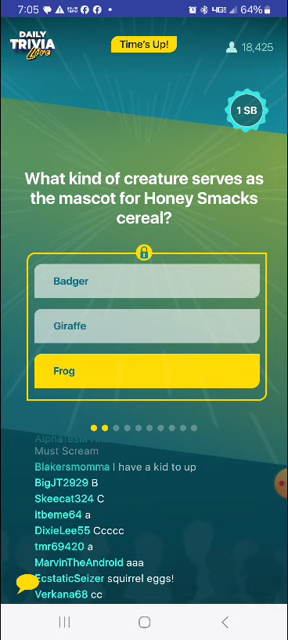 7:05
4G
64%
DAILY
TRIVIA
Live
Time's Up!
18,425
1 SB
What kind of creature serves as
the mascot for Honey Smacks
cereal?
Badger
Giraffe
Frog
Must Scream
Blakersmomma I have a kid to up
BigJT2929 B
Skeecat324 C
itbeme64 a
DixieLee55 Ccccc
tmr69420 a
MarvinTheAndroid aaa
EcstaticSeizer squirrel eggs!
Verkana68 cc